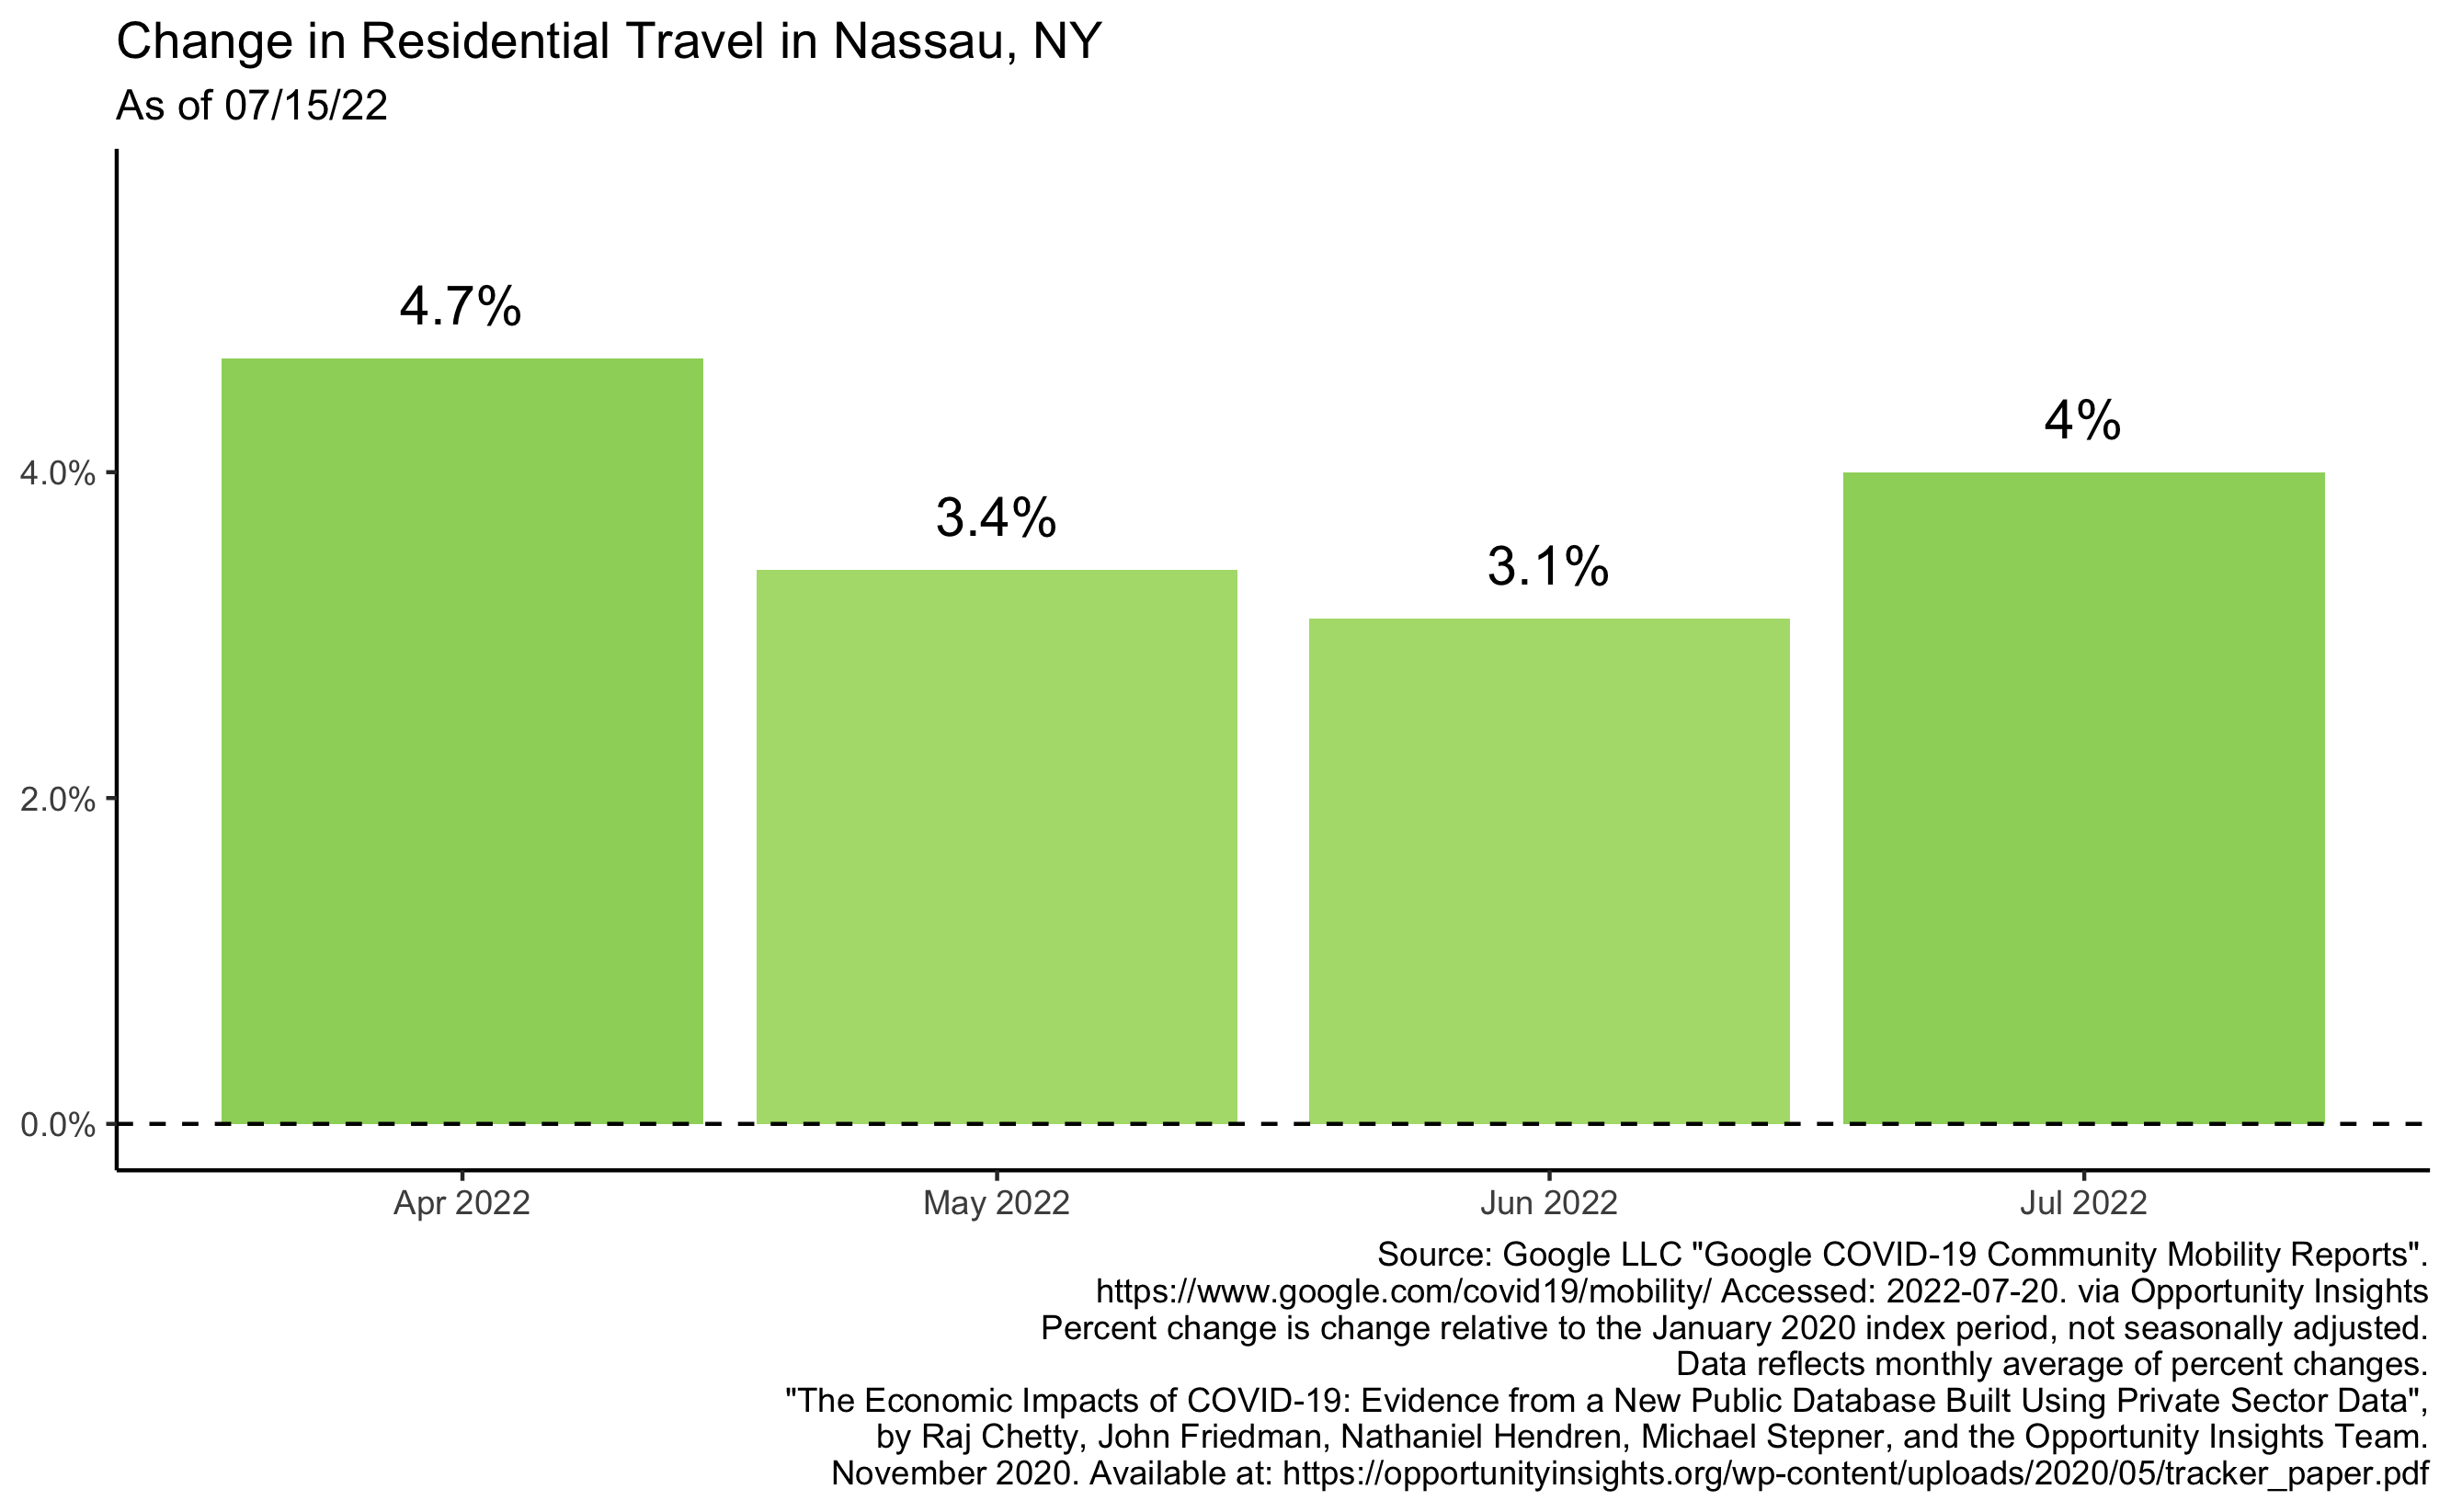 Change in Residential Travel in Nassau, NY
As of 07/15/22
4.7%
3.4%
3.1%
4%
4.0%
2.0%
0.0%
Apr 2022
May 2022
Jun 2022
Jul 2022
Source: Google LLC "Google COVID-19 Community Mobility Reports".
https://www.google.com/covid19/mobility/ Accessed: 2022-07-20. via Opportunity Insights
Percent change is change relative to the January 2020 index period, not seasonally adjusted.
Data reflects monthly average of percent changes.
"The Economic Impacts of COVID-19: Evidence from a New Public Database Built Using Private Sector Data",
by Raj Chetty, John Friedman, Nathaniel Hendren, Michael Stepner, and the Opportunity Insights Team.
November 2020. Available at: https://opportunityinsights.org/wp-content/uploads/2020/05/tracker_paper.pdf